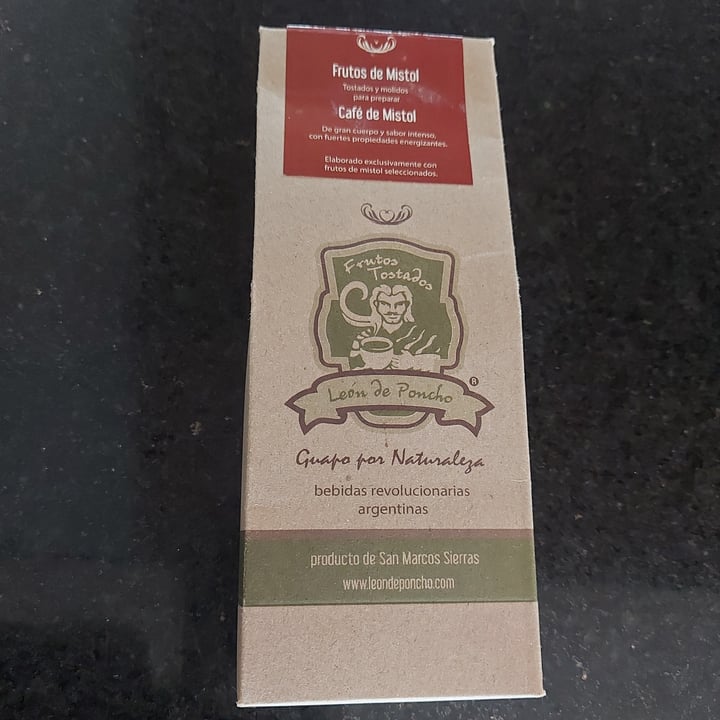 Frutos de Mistol
Tostados y molidos
para preparar
Café de Mistol
De gran cuerpo y sabor intenso,
con fuertes propiedades energizantes.
Elaborado exclusivamente con
frutos de mistol seleccionados.
Frutos
Tostados
León de Poncho ®
Guapo por Naturaleza
bebidas revolucionarias
argentinas
producto de San Marcos Sierras
www.leondeponcho.com